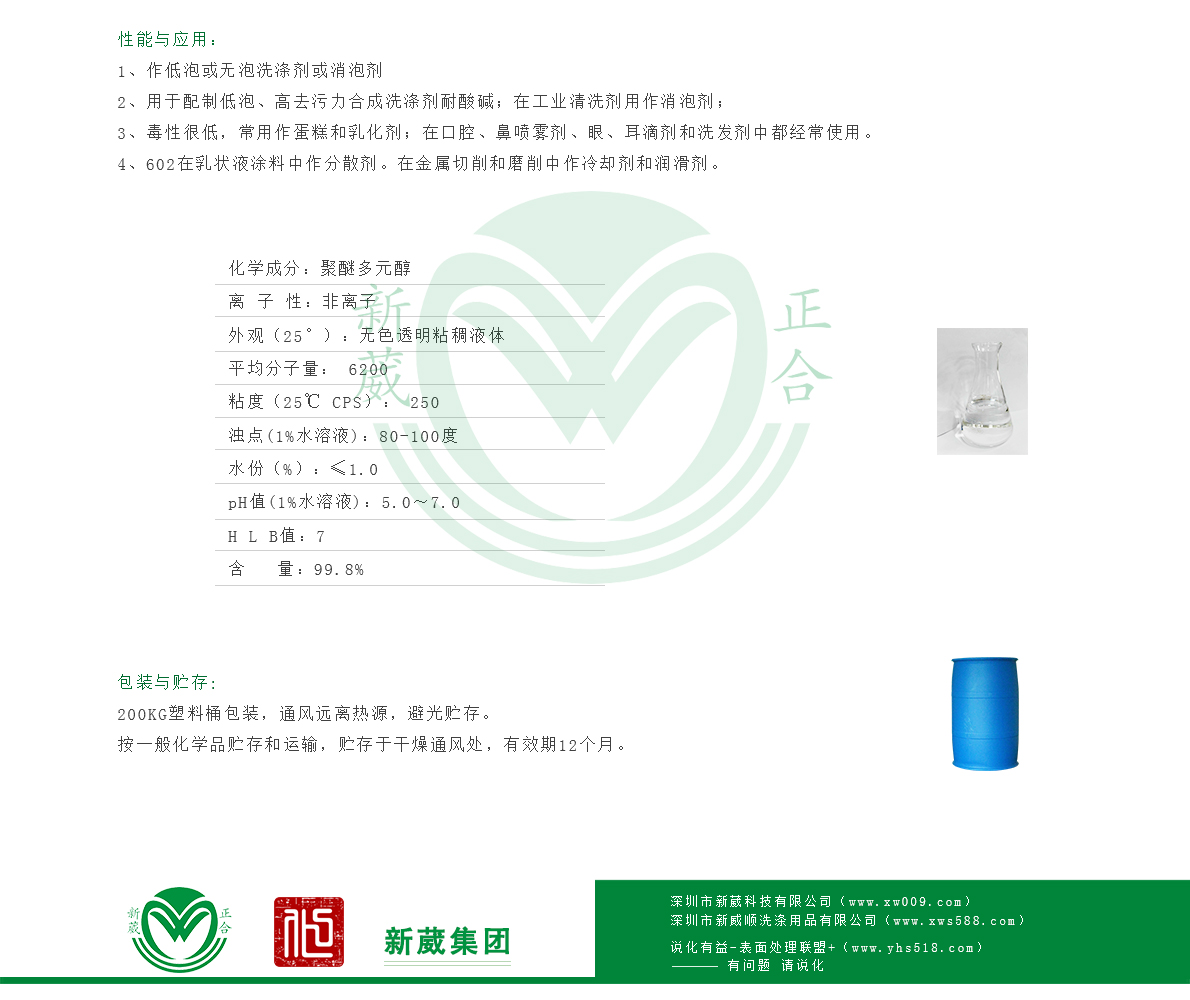 性能与应用：
1、作低泡或无泡洗涤剂或消泡剂
2、用于配制低泡、高去污力合成洗涤剂耐酸碱；在工业清洗剂用作消泡剂；
3、毒性很低，常用作蛋糕和乳化剂；在口腔、鼻喷雾剂、眼、耳滴剂和洗发剂中都经常使用。
4、602在乳状液涂料中作分散剂。在金属切削和磨削中作冷却剂和润滑剂。
化学成分：聚醚多元醇
离 子 性：非离子
外观（25°）：无色透明粘稠液体
平均分子量： 6200
粘度（25℃ CPS）： 250
浊点(1%水溶液)：80-100度
水份（%）：≤1.0
pH值(1%水溶液)：5.0～7.0
H L B值：7
含 量：99.8%
新葳
正合
包装与贮存:
200KG塑料桶包装，通风远离热源，避光贮存。
按一般化学品贮存和运输，贮存于干燥通风处，有效期12个月。
新葳
正合
新葳集团
深圳市新葳科技有限公司（www.xw009.com）
深圳市新威顺洗涤用品有限公司（www.xws588.com）
说化有益-表面处理联盟+（www.yhs518.com）
——— 有问题 请说化